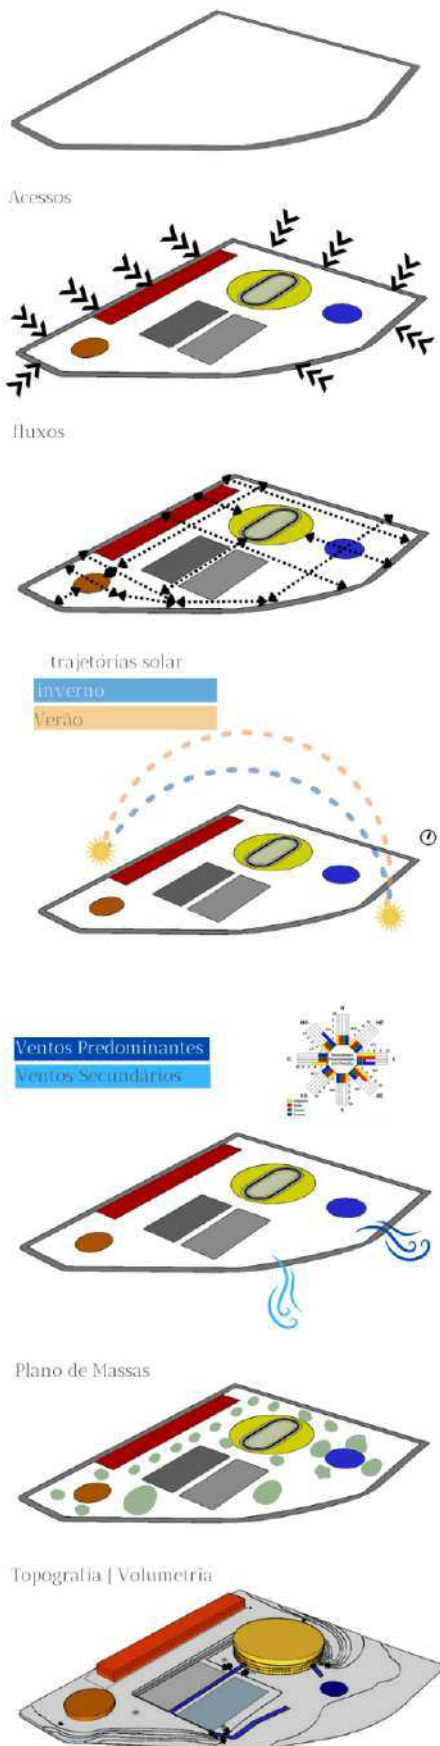 Acessos
fluxos
trajetórias solar
inverno
Verão
Ventos Predominantes
Ventos Secundários
N
Plano de Massas
Topografia | Volumetria